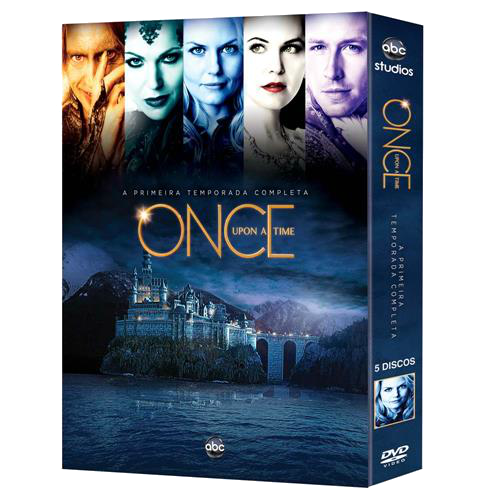 A PRIMEIRA TEMPORADA COMPLETA
ONCE
UPON A TIME
abc
abc
studios
ONCE
UPON A TIME
A PRIMEIRA
TEMPORADA COMPLETA
5 DISCOS
DVD
VIDEO